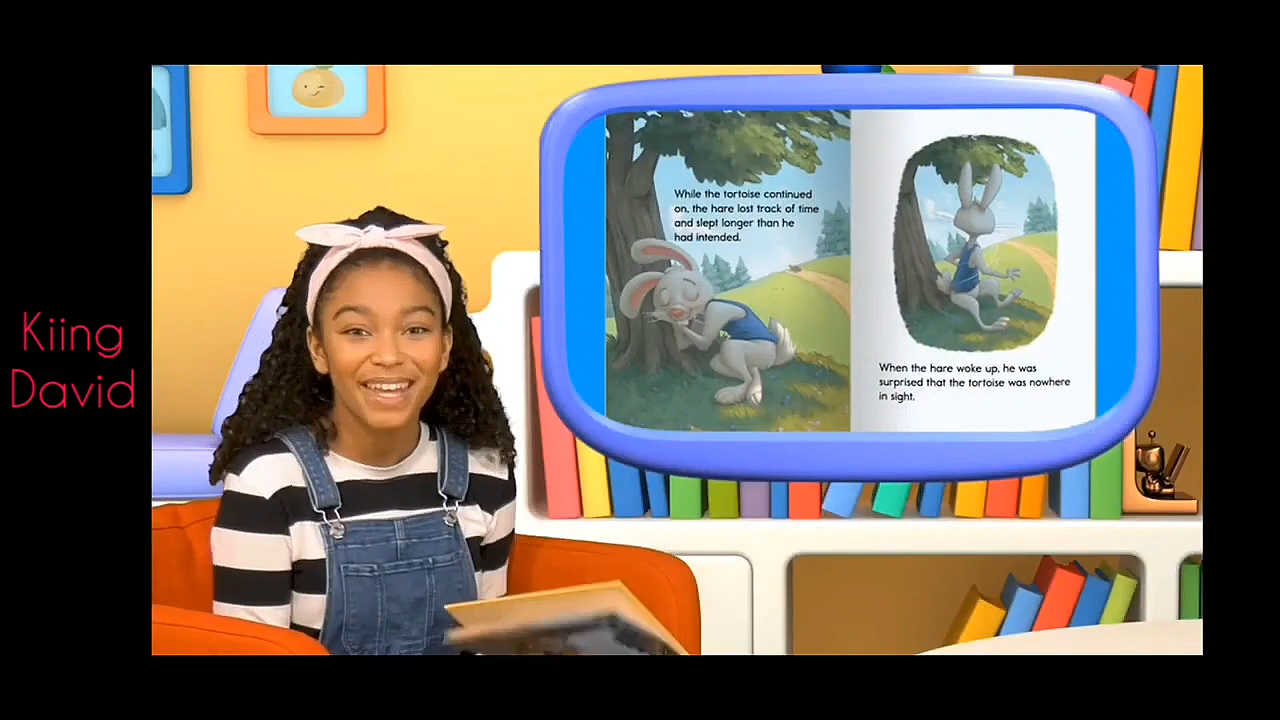 Kiing
David
While the tortoise continued
on, the hare lost track of time
and slept longer than he
had intended.
When the hare woke up, he was
surprised that the tortoise was nowhere
in sight.